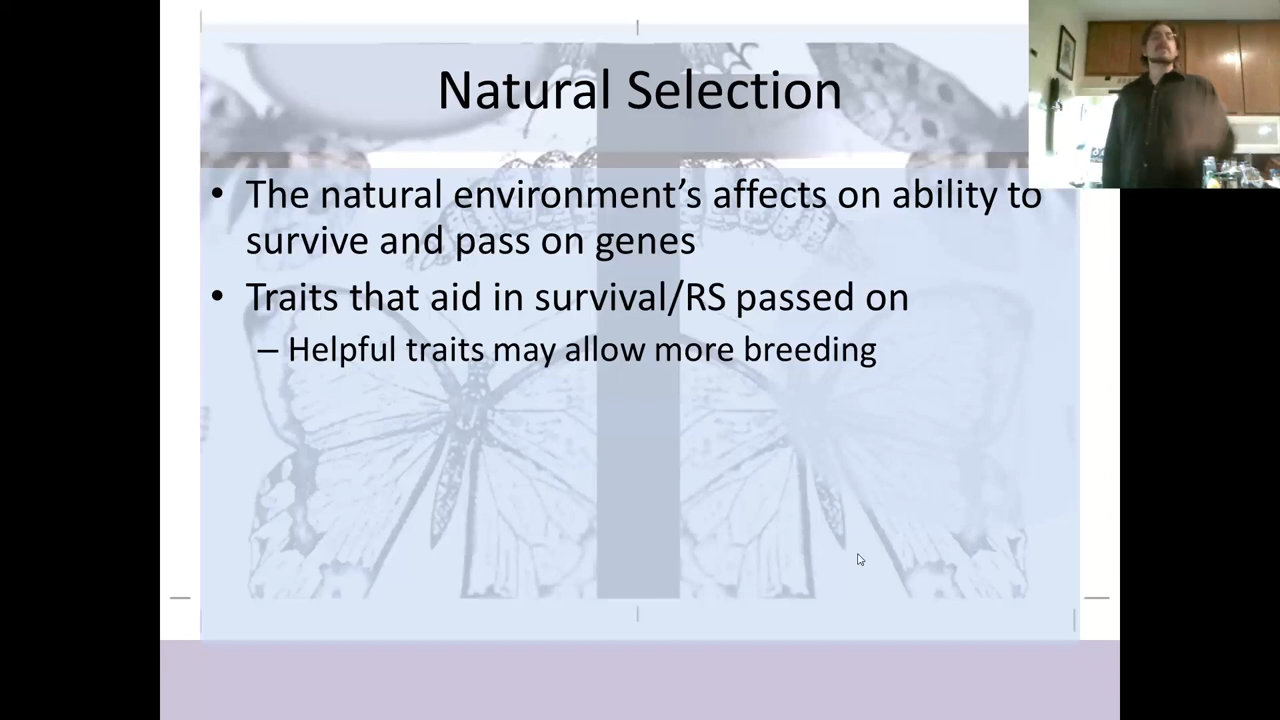 Natural Selection
• The natural environment’s affects on ability to
survive and pass on genes
• Traits that aid in survival/RS passed on
– Helpful traits may allow more breeding